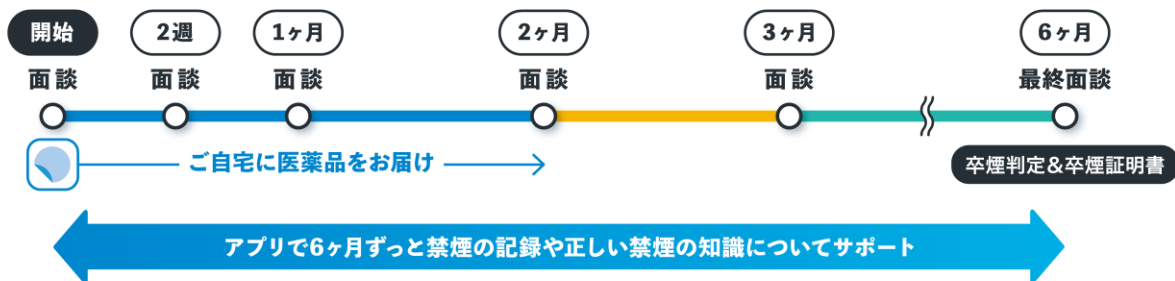 開始 2週 1ヶ月 2ヶ月 3ヶ月 6ヶ月
面談 面談 面談 面談 面談 最終面談
ご自宅に医薬品をお届け
卒煙判定&卒煙証明書
アプリで6ヶ月ずっと禁煙の記録や正しい禁煙の知識についてサポート